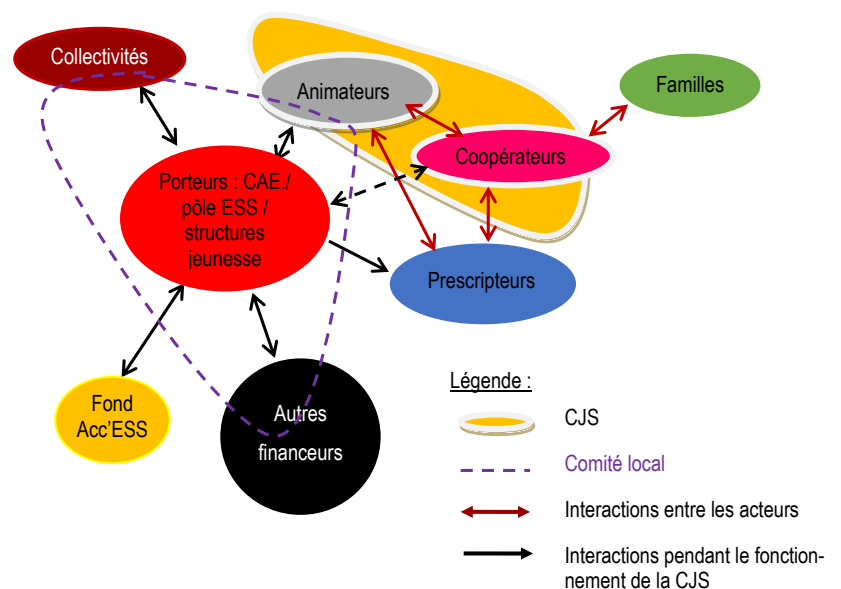 Collectivités
Animateurs
Familles
Coopérateurs
Porteurs : CAE./
pôle ESS /
structures
jeunesse
Prescripteurs
Fond
Acc'ESS
Autres
financeurs
Légende :
CJS
Comité local
Interactions entre les acteurs
Interactions pendant le fonction-
nement de la CJS